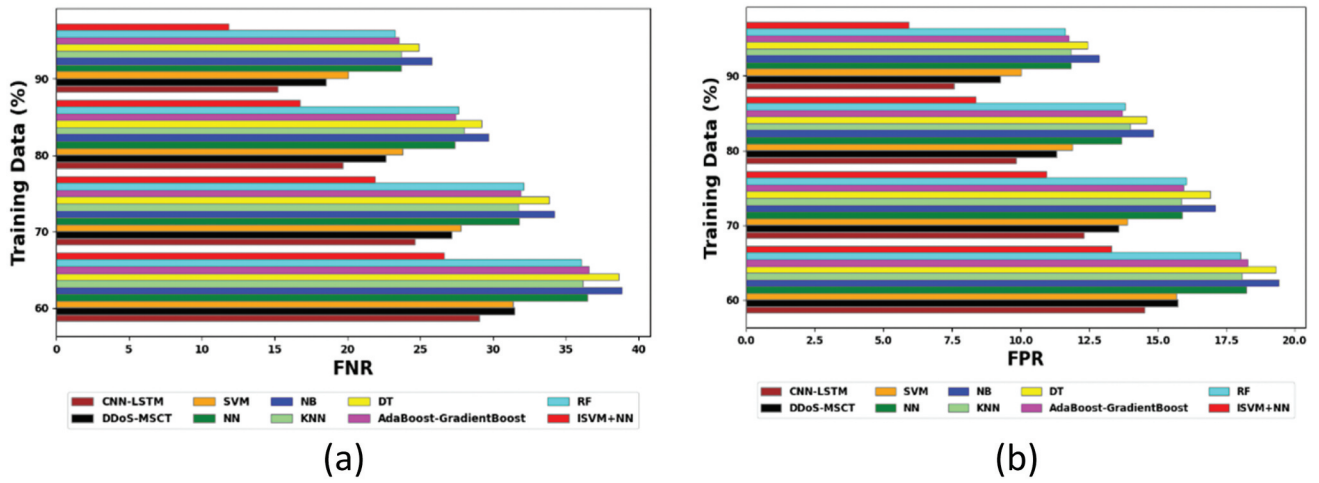 Training Data (%)
90
80
70
60
0 5 10 15 20 25 30 35 40
FNR
CNN-LSTM SVM NB DT RF
DDoS-MSCT NN KNN AdaBoost-GradientBoost ISVM+NN
(a)
Training Data (%)
90
80
70
60
0.0 2.5 5.0 7.5 10.0 12.5 15.0 17.5 20.0
FPR
CNN-LSTM SVM NB DT RF
DDoS-MSCT NN KNN AdaBoost-GradientBoost ISVM+NN
(b)